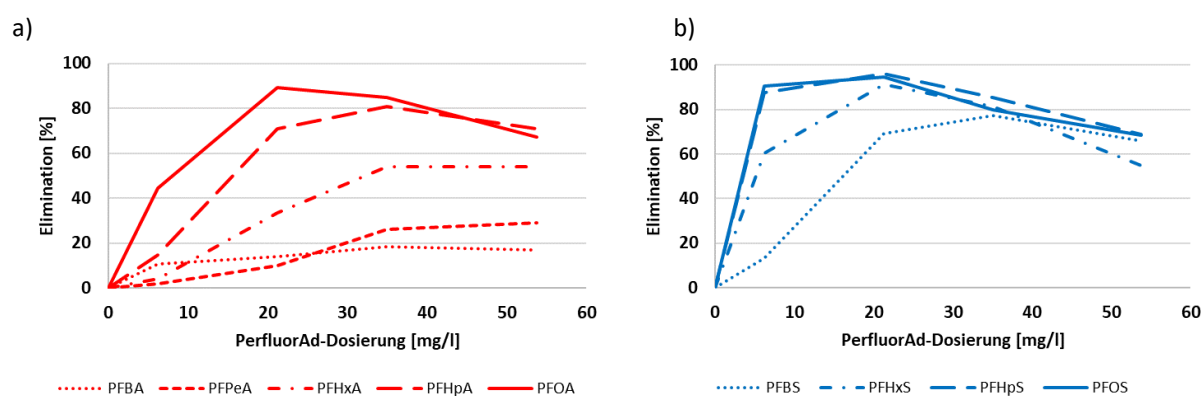 a)
Elimination [%]
100
80
60
40
20
0
0 10 20 30 40 50 60
PerfluorAd-Dosierung [mg/l]
PFBA PFPeA PFHxA PFHpA PFOA
b)
Elimination [%]
100
80
60
40
20
0
0 10 20 30 40 50 60
PerfluorAd-Dosierung [mg/l]
PFBS PFHxS PFHpS PFOS